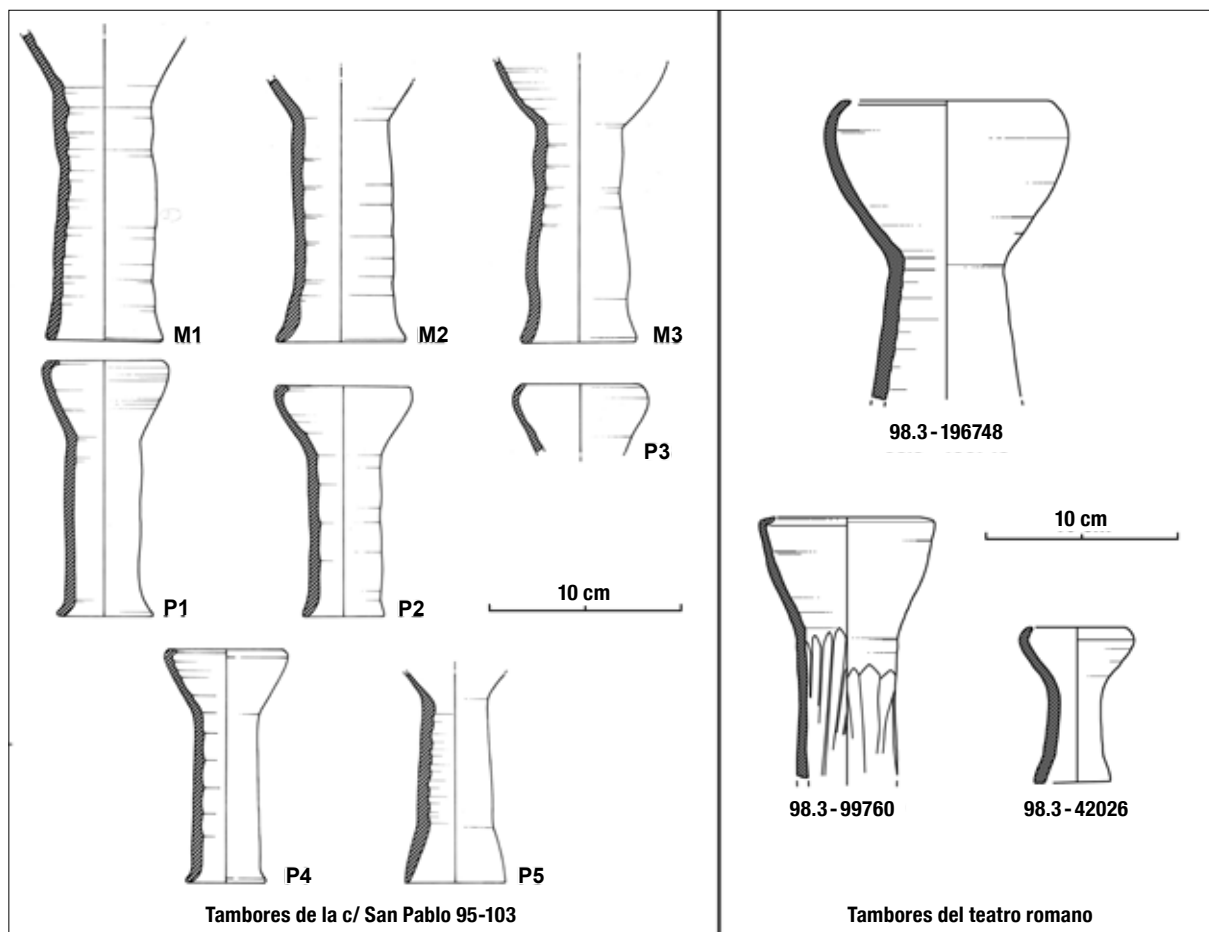 M1
M2
M3
P1
P2
P3
10 cm
P4
P5
Tambores de la c/ San Pablo 95-103
98.3 - 196748
10 cm
98.3 - 99760
98.3 - 42026
Tambores del teatro romano